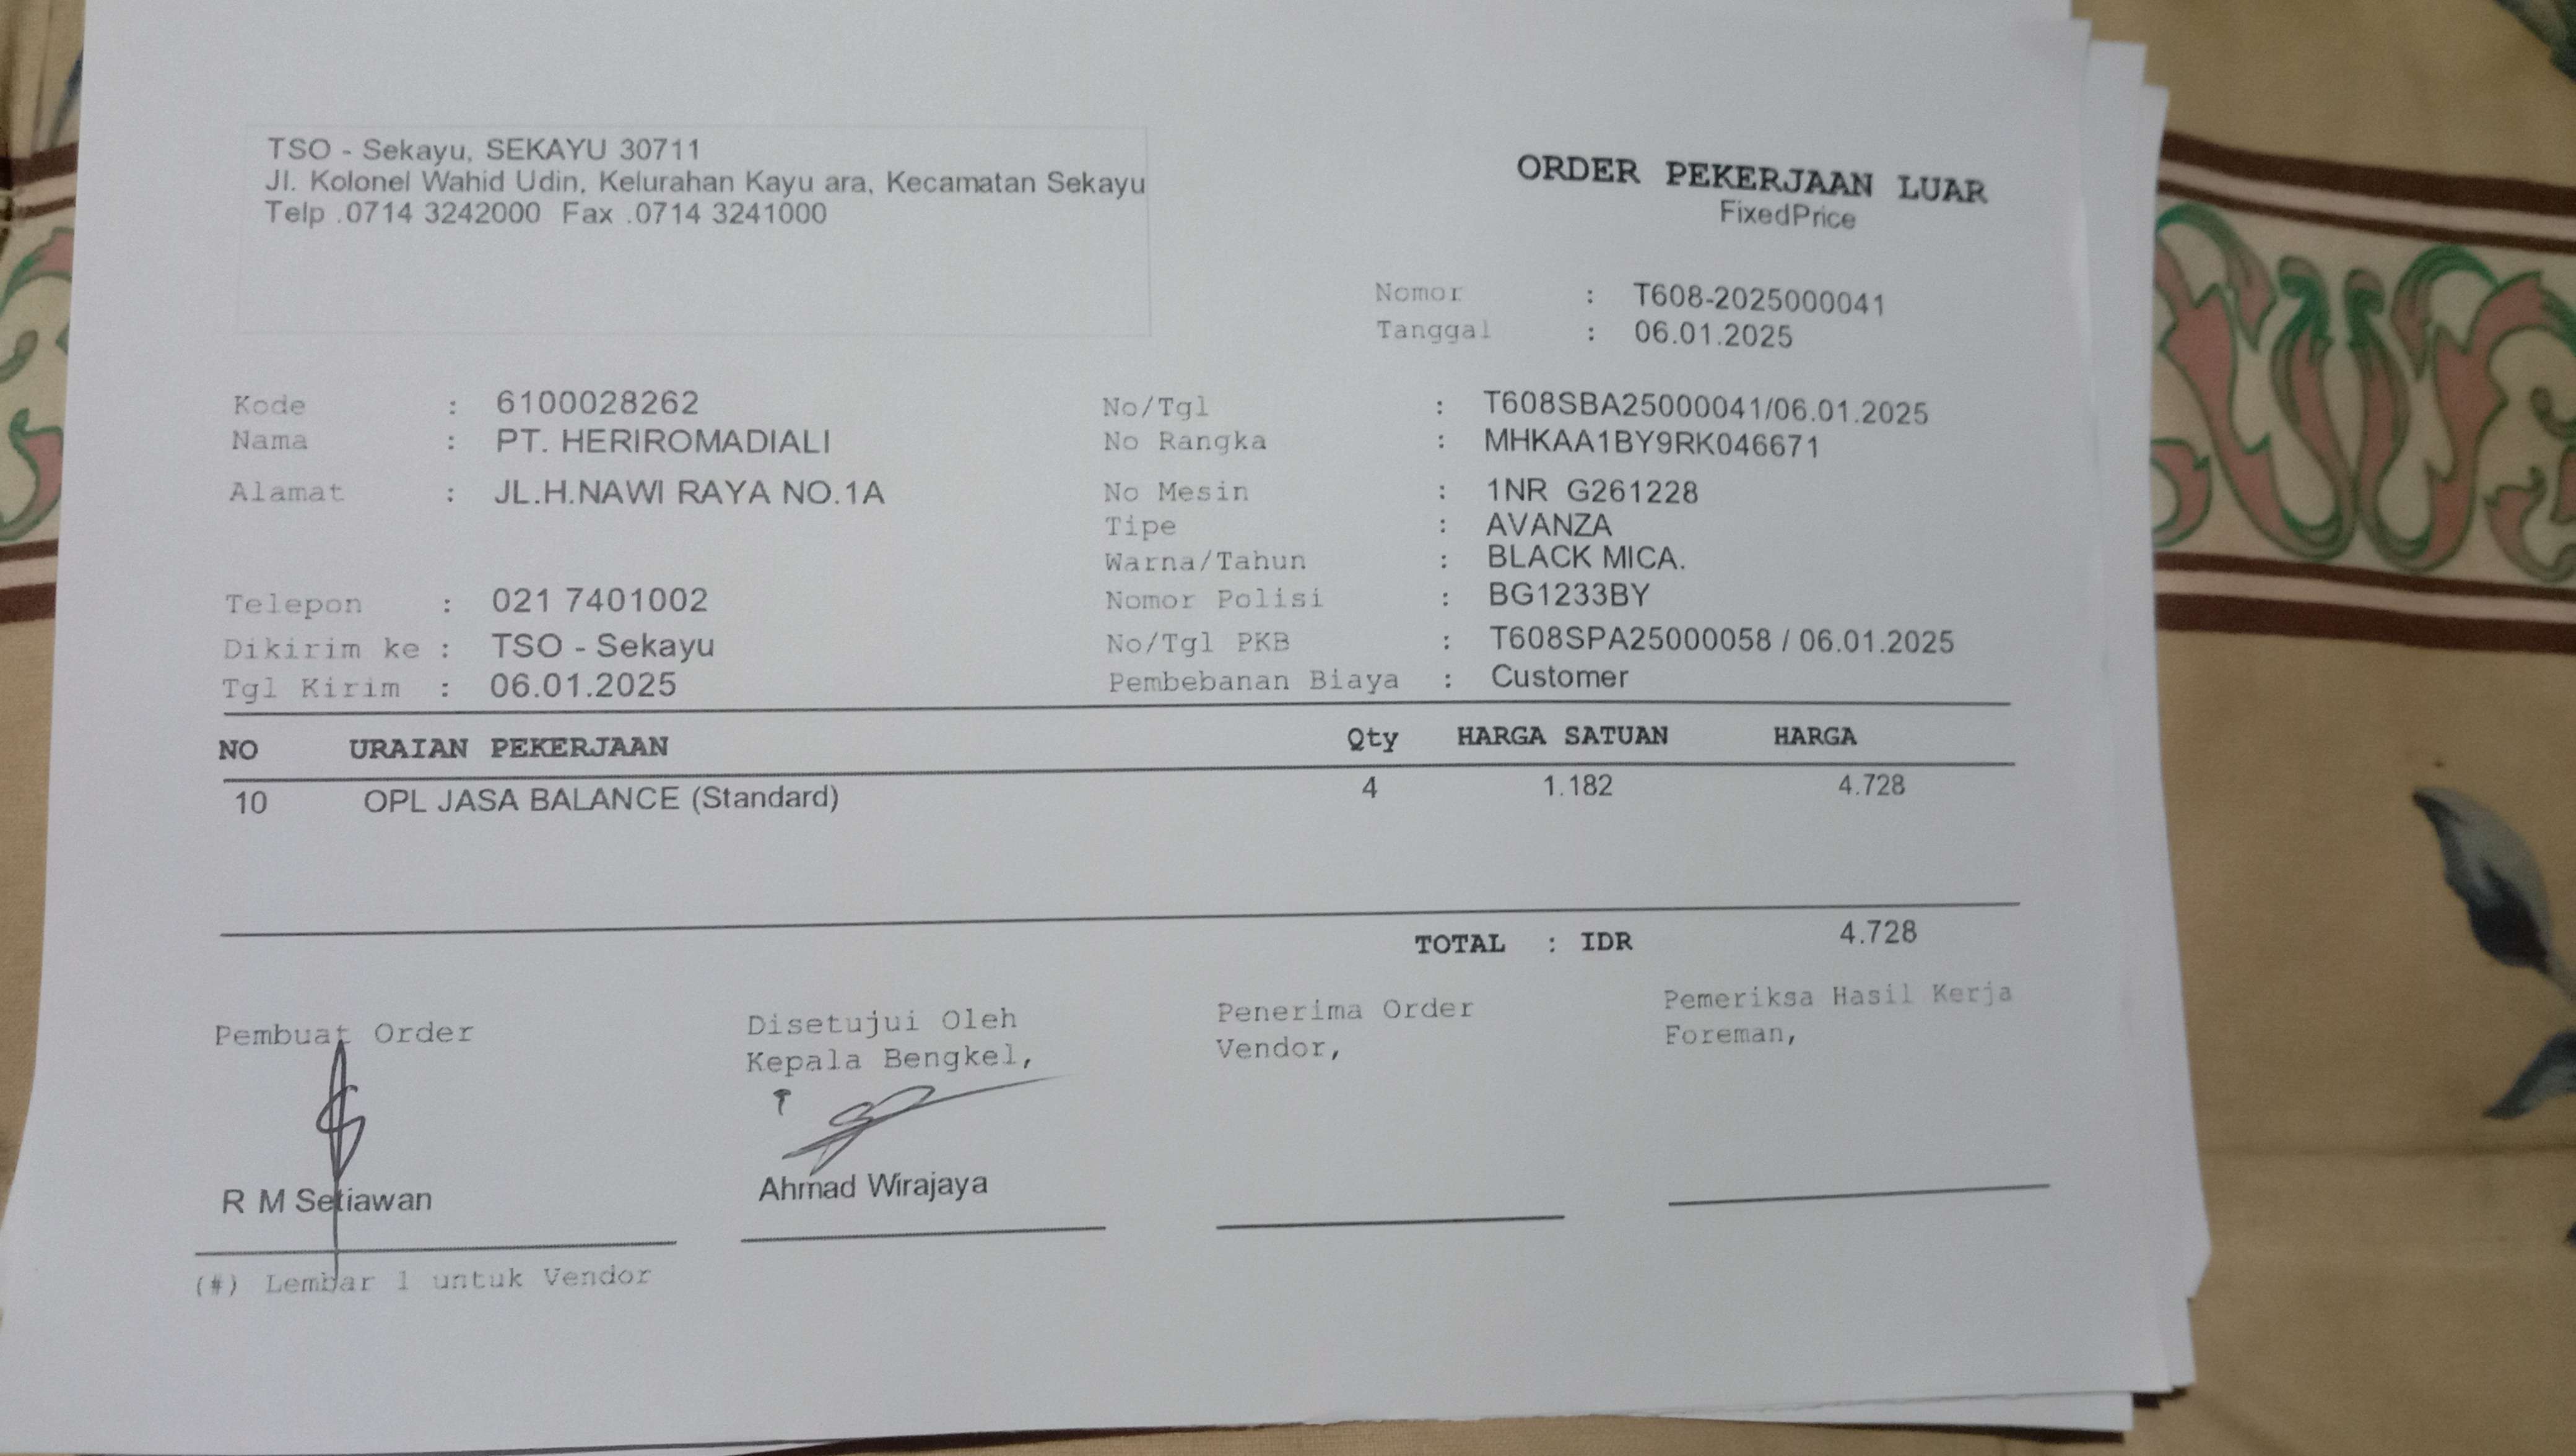 TSO - Sekayu, SEKAYU 30711
Jl. Kolonel Wahid Udin, Kelurahan Kayu ara, Kecamatan Sekayu
Telp .0714 3242000 Fax .0714 3241000
ORDER PEKERJAAN LUAR
FixedPrice
Nomor : T608-2025000041
Tanggal : 06.01.2025
Kode : 6100028262
Nama : PT. HERIROMADIALI
Alamat : JL.H.NAWI RAYA NO.1A
Telepon : 021 7401002
Dikirim ke : TSO - Sekayu
Tgl Kirim : 06.01.2025
No/Tgl : T608SBA25000041/06.01.2025
No Rangka : MHKAA1BY9RK046671
No Mesin : 1NR G261228
Tipe : AVANZA
Warna/Tahun : BLACK MICA.
Nomor Polisi : BG1233BY
No/Tgl PKB : T608SPA25000058 / 06.01.2025
Pembebanan Biaya : Customer
NO URAIAN PEKERJAAN Qty HARGA SATUAN HARGA
10 OPL JASA BALANCE (Standard) 4 1.182 4.728
TOTAL : IDR 4.728
Pembuat Order
R M Setiawan
Disetujui Oleh
Kepala Bengkel,
Ahmad Wirajaya
Penerima Order
Vendor,
Pemeriksa Hasil Kerja
Foreman,
(#) Lembar 1 untuk Vendor